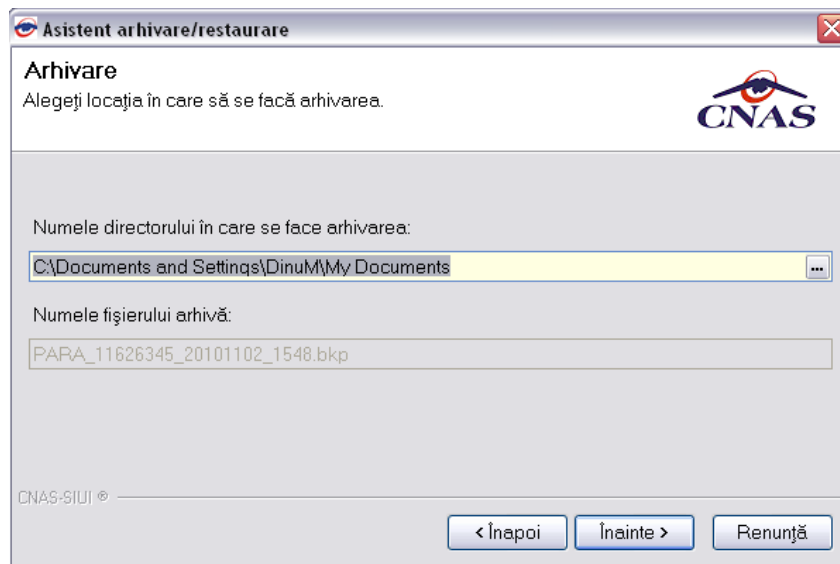 Asistent arhivare/restaurare
Arhivare
Alegeţi locaţia în care să se facă arhivarea.
CNAS
Numele directorului în care se face arhivarea:
C:\Documents and Settings\DinuM\My Documents
...
Numele fişierului arhivă:
PARA_11626345_20101102_1548.bkp
CNAS-SIUI ®
< Înapoi
Înainte >
Renunţă